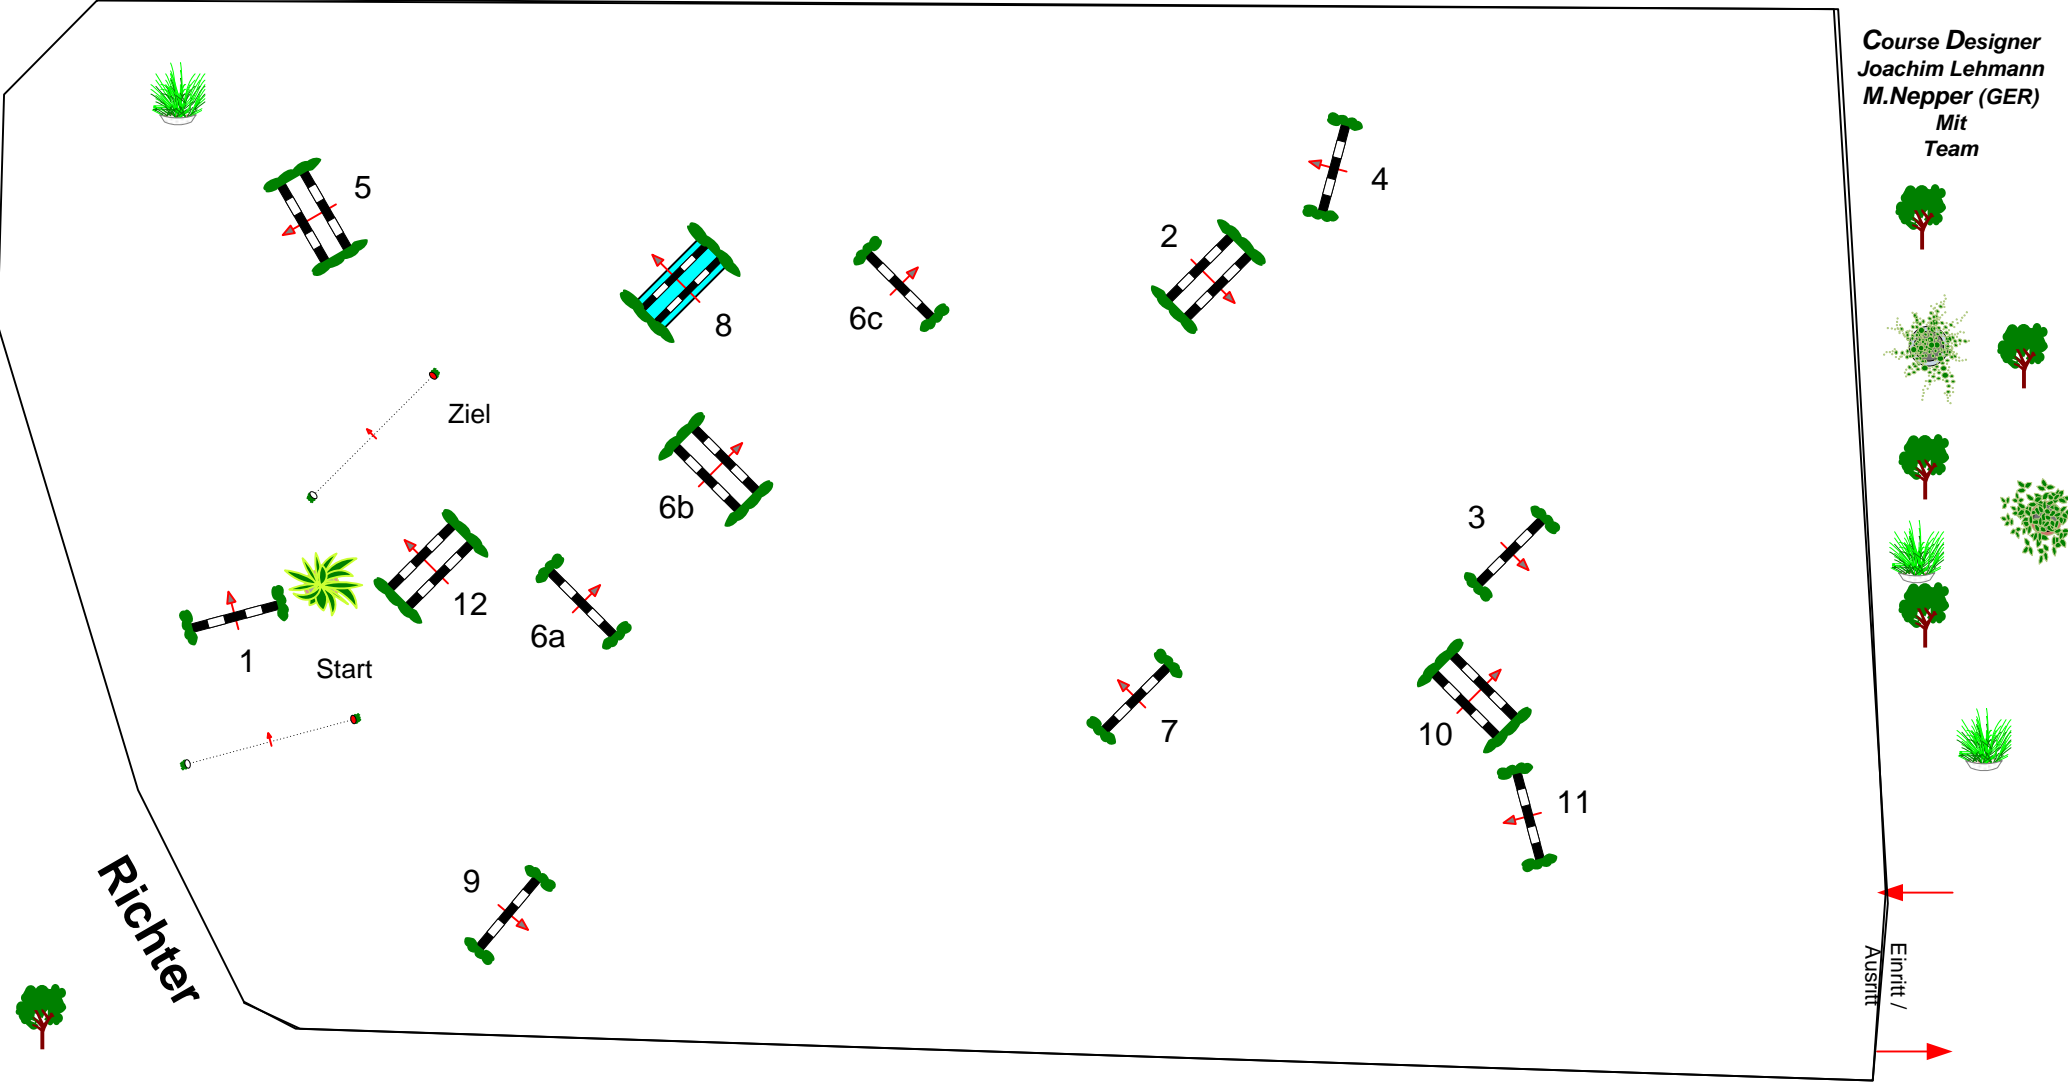 Course Designer
Joachim Lehmann
M.Nepper (GER)
Mit
Team
4
5
2
8
6c
Ziel
6b
3
12
6a
1
Start
7
10
11
9
Richter
Einritt /
Ausritt